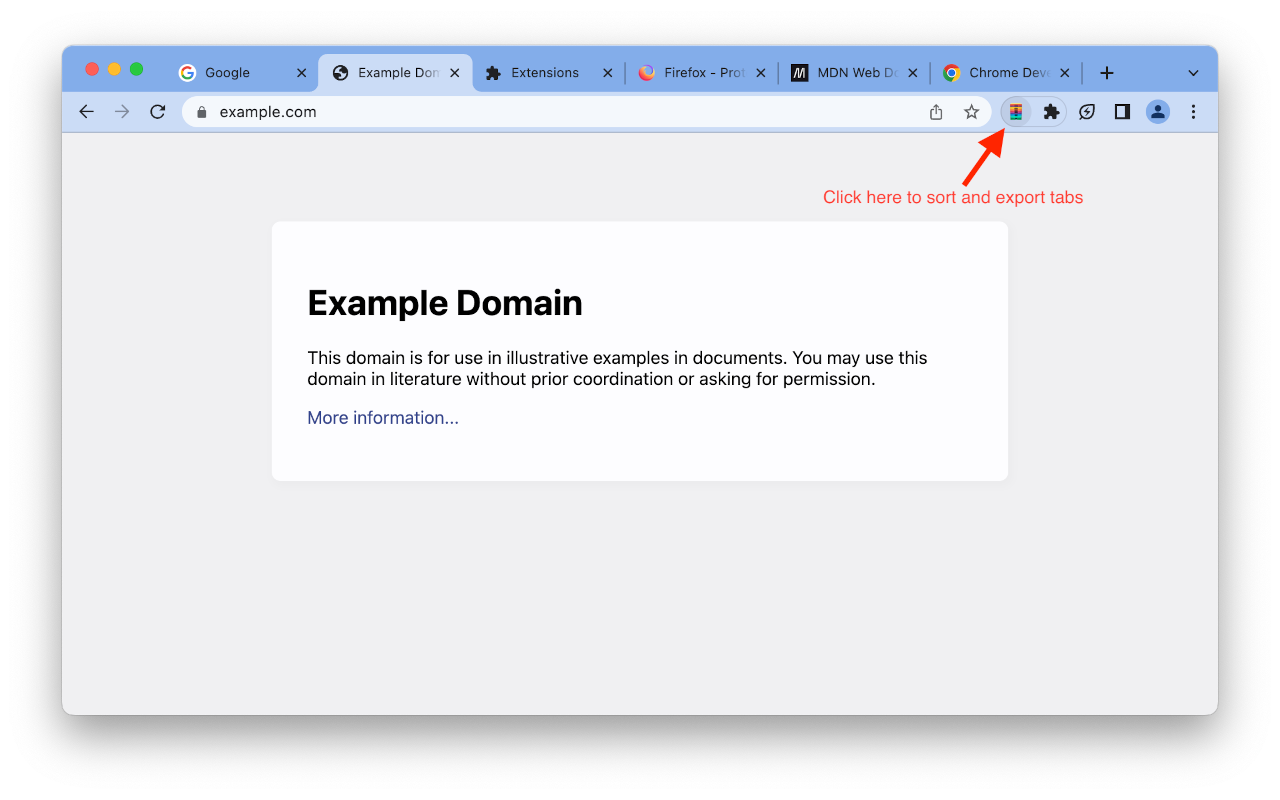 Google
Example Don
Extensions
Firefox - Prot
MDN Web Do
Chrome Deve
example.com
Click here to sort and export tabs
Example Domain
This domain is for use in illustrative examples in documents. You may use this
domain in literature without prior coordination or asking for permission.
More information...